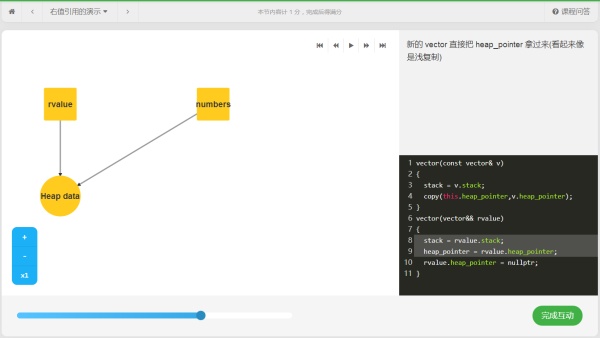 右值引用的演示
本节内容计 1 分，完成后得满分
课程问答
新的 vector 直接把 heap_pointer 拿过来(看起来像
是浅复制)
rvalue
numbers
Heap data
+
-
x1
1 vector(const vector& v)
2 {
3 stack = v.stack;
4 copy(this.heap_pointer,v.heap_pointer);
5 }
6 vector(vector&& rvalue)
7 {
8 stack = rvalue.stack;
9 heap_pointer = rvalue.heap_pointer;
10 rvalue.heap_pointer = nullptr;
11 }
完成互动